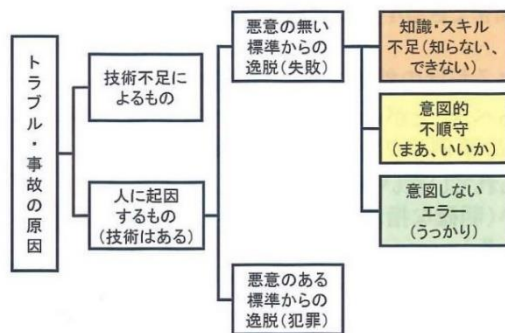 トラブル・事故の原因
技術不足に
よるもの
人に起因
するもの
(技術はある)
悪意の無い
標準からの
逸脱(失敗)
悪意のある
標準からの
逸脱(犯罪)
知識・スキル
不足(知らない、
できない)
意図的
不順守
(まあ、いいか)
意図しない
エラー
(うっかり)